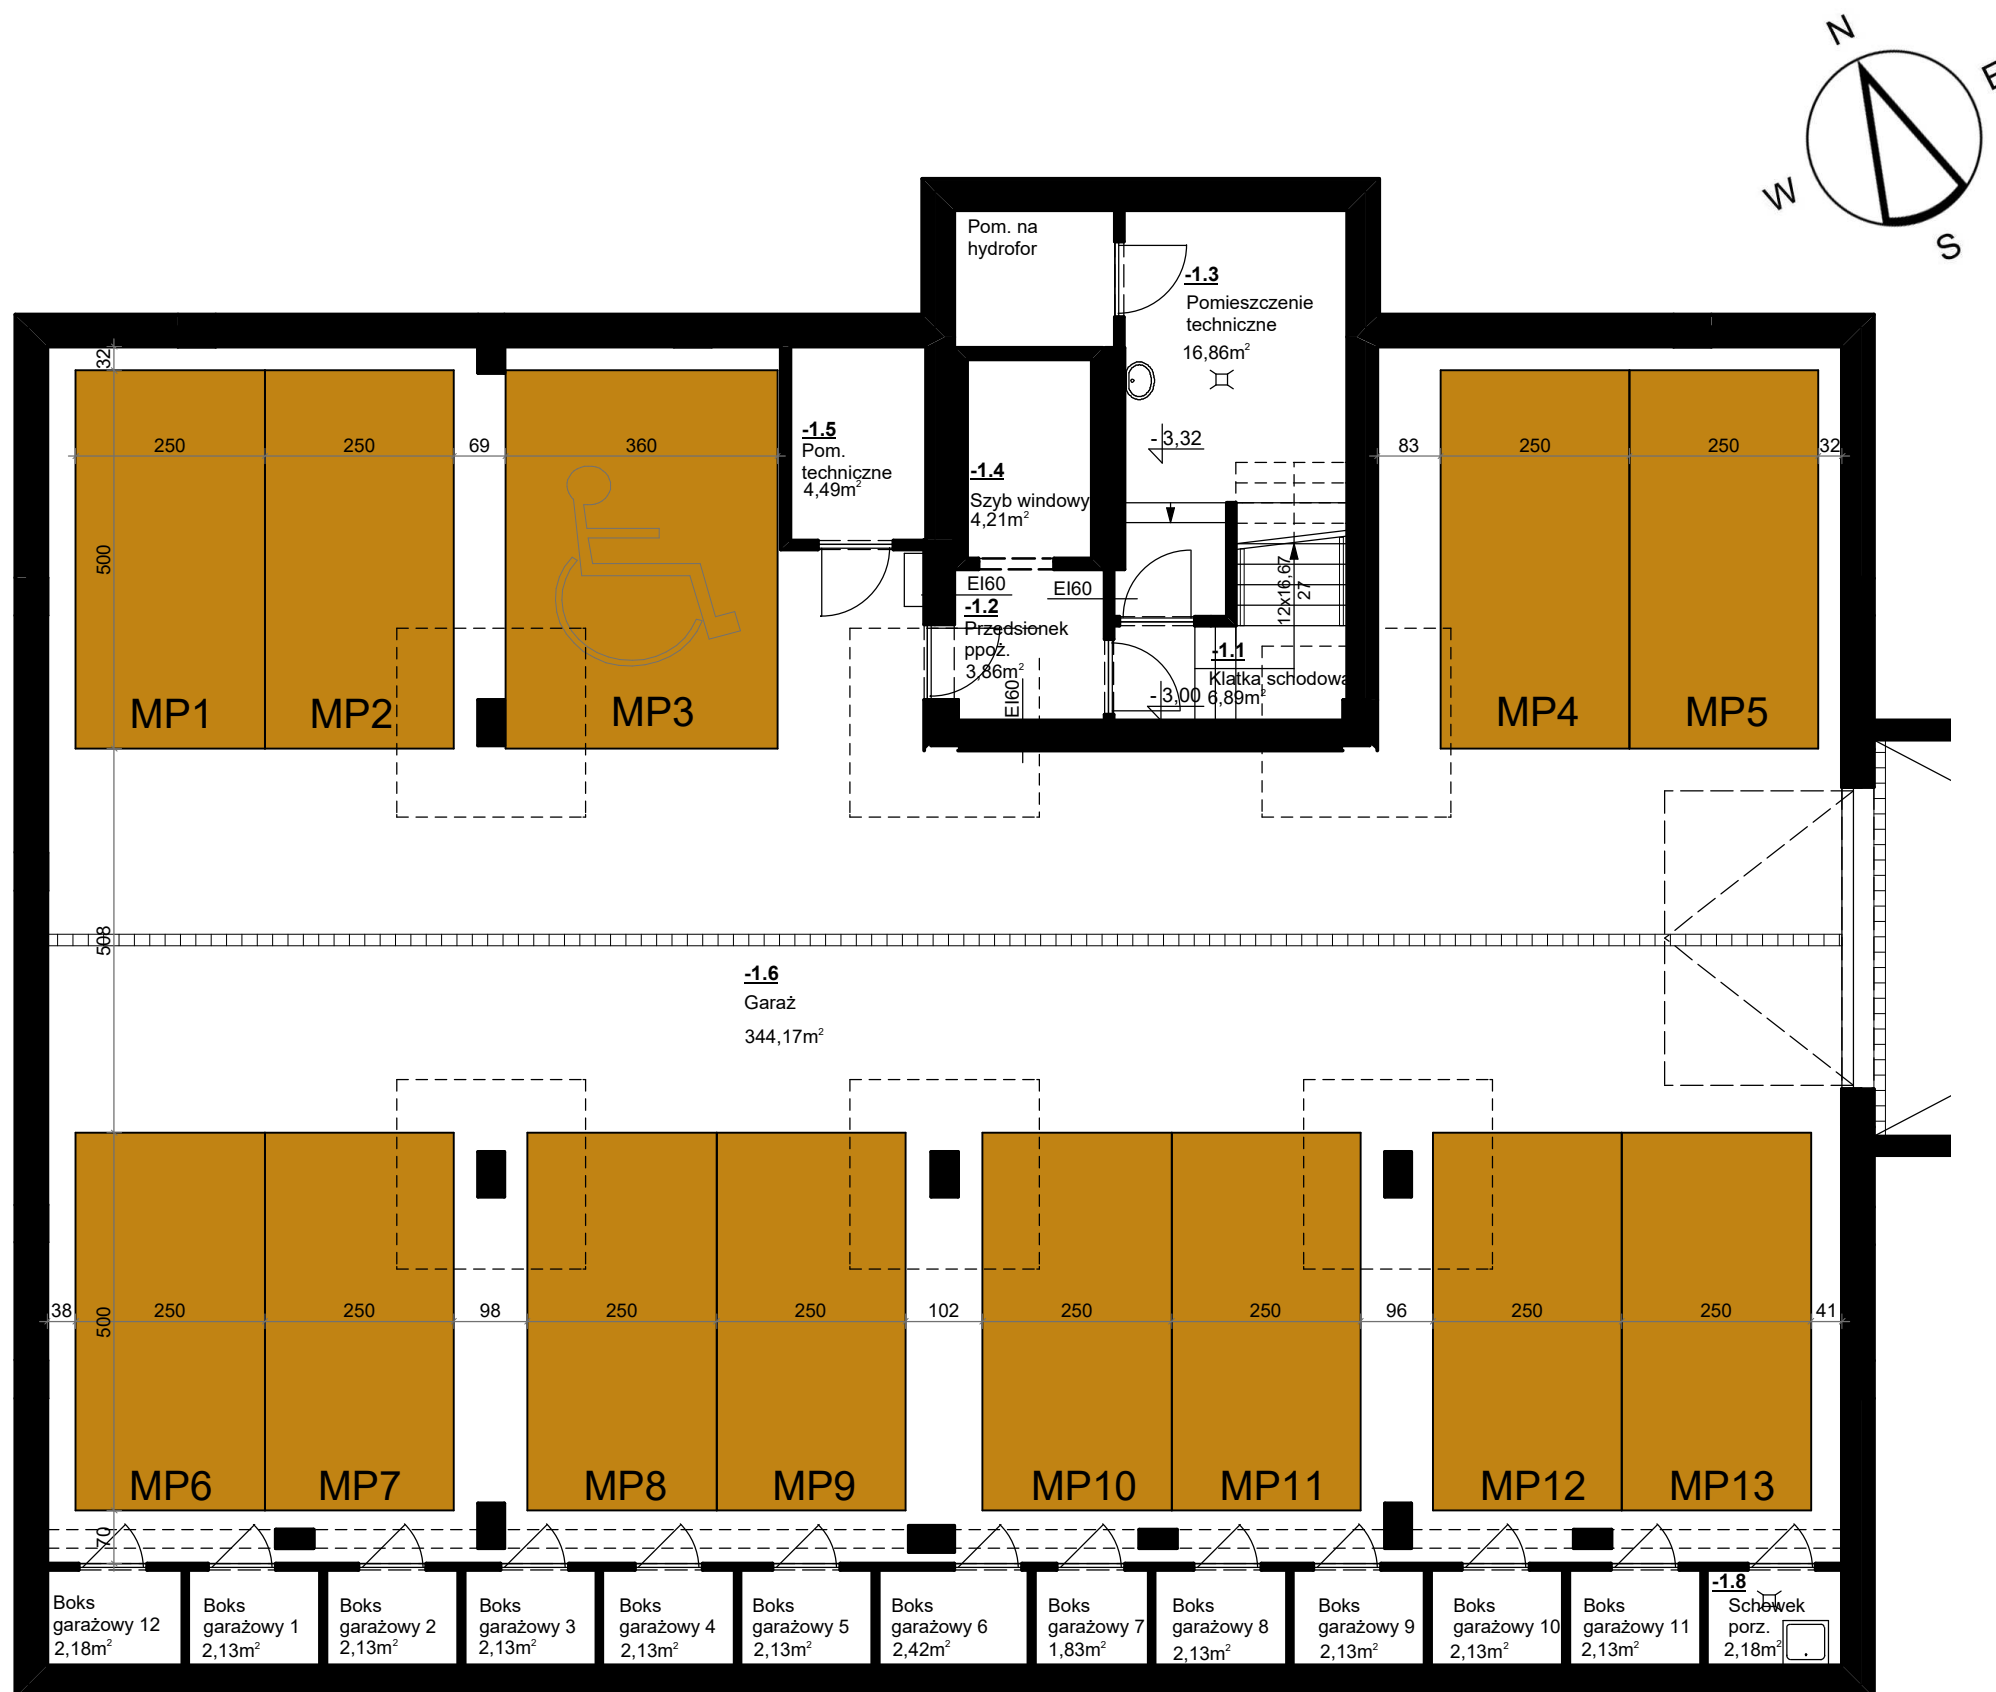 N
E
W
S
Pom. na
hydrofor
-1.3
Pomieszczenie
techniczne
16,86m²
- 3,32
32
250
250
69
360
83
250
250
32
-1.5
Pom.
techniczne
4,49m²
-1.4
Szyb windowy
4,21m²
500
EI60
EI60
12x16,67
27
-1.2
Przedsionek
ppoż.
3,86m²
EI60
-1.1
Klatka schodowa
6,89m²
- 3,00
MP1
MP2
MP3
MP4
MP5
508
-1.6
Garaż
344,17m²
38
250
250
98
250
250
102
250
250
96
250
250
41
500
MP6
MP7
MP8
MP9
MP10
MP11
MP12
MP13
70
Boks
garażowy 12
2,18m²
Boks
garażowy 1
2,13m²
Boks
garażowy 2
2,13m²
Boks
garażowy 3
2,13m²
Boks
garażowy 4
2,13m²
Boks
garażowy 5
2,13m²
Boks
garażowy 6
2,42m²
Boks
garażowy 7
1,83m²
Boks
garażowy 8
2,13m²
Boks
garażowy 9
2,13m²
Boks
garażowy 10
2,13m²
Boks
garażowy 11
2,13m²
-1.8
Schowek
porz.
2,18m²